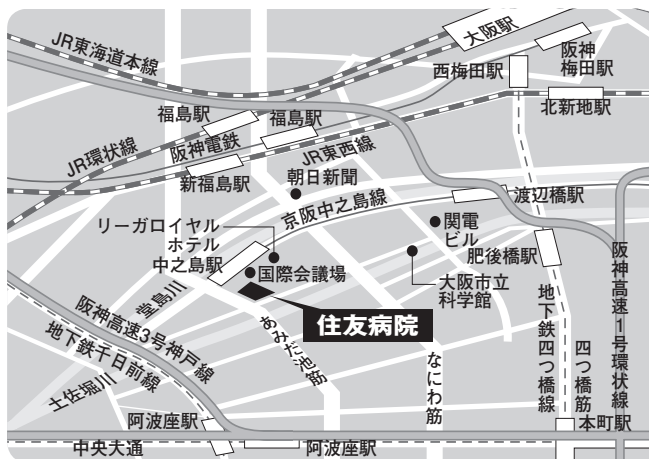 大阪駅
JR東海道本線
阪神
梅田駅
西梅田駅
北新地駅
福島駅
福島駅
阪神電鉄
JR環状線
JR東西線
新福島駅
朝日新聞
京阪中之島線
渡辺橋駅
リーガロイヤル
ホテル
関電
ビル
中之島駅
国際会議場
肥後橋駅
大阪市立
科学館
堂島川
阪神高速3号神戸線
住友病院
あみだ池筋
なにわ筋
地下鉄四つ橋線
四つ橋筋
阪神高速1号環状線
地下鉄千日前線
土佐堀川
阿波座駅
本町駅
中央大通
阿波座駅